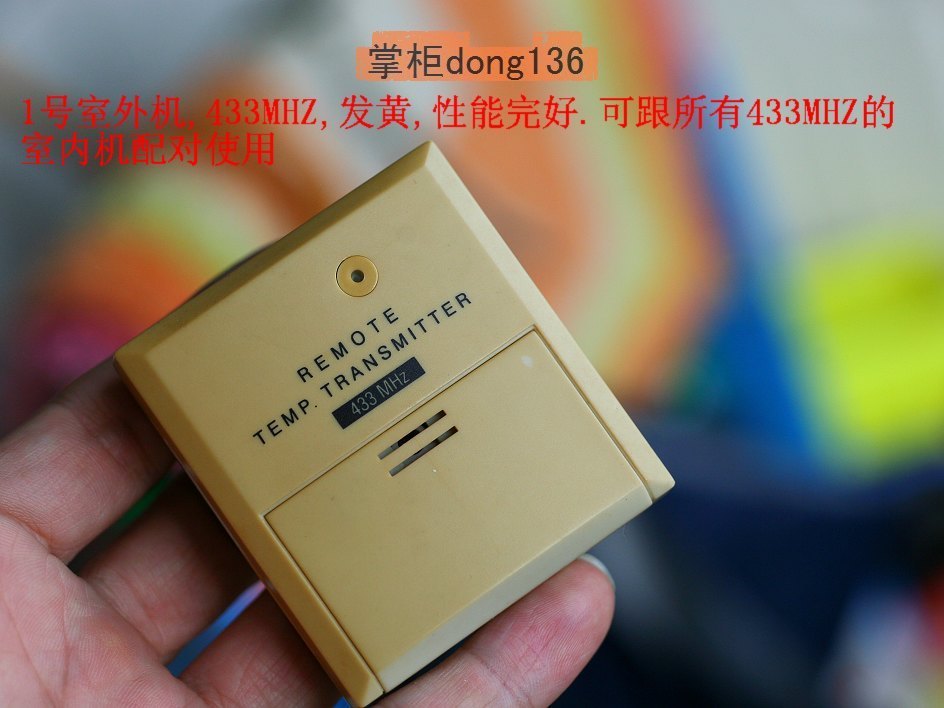 掌柜dong136
1号室外机,433MHZ,发黄,性能完好.可跟所有433MHZ的
室内机配对使用
REMOTE
TEMP. TRANSMITTER
433 MHz